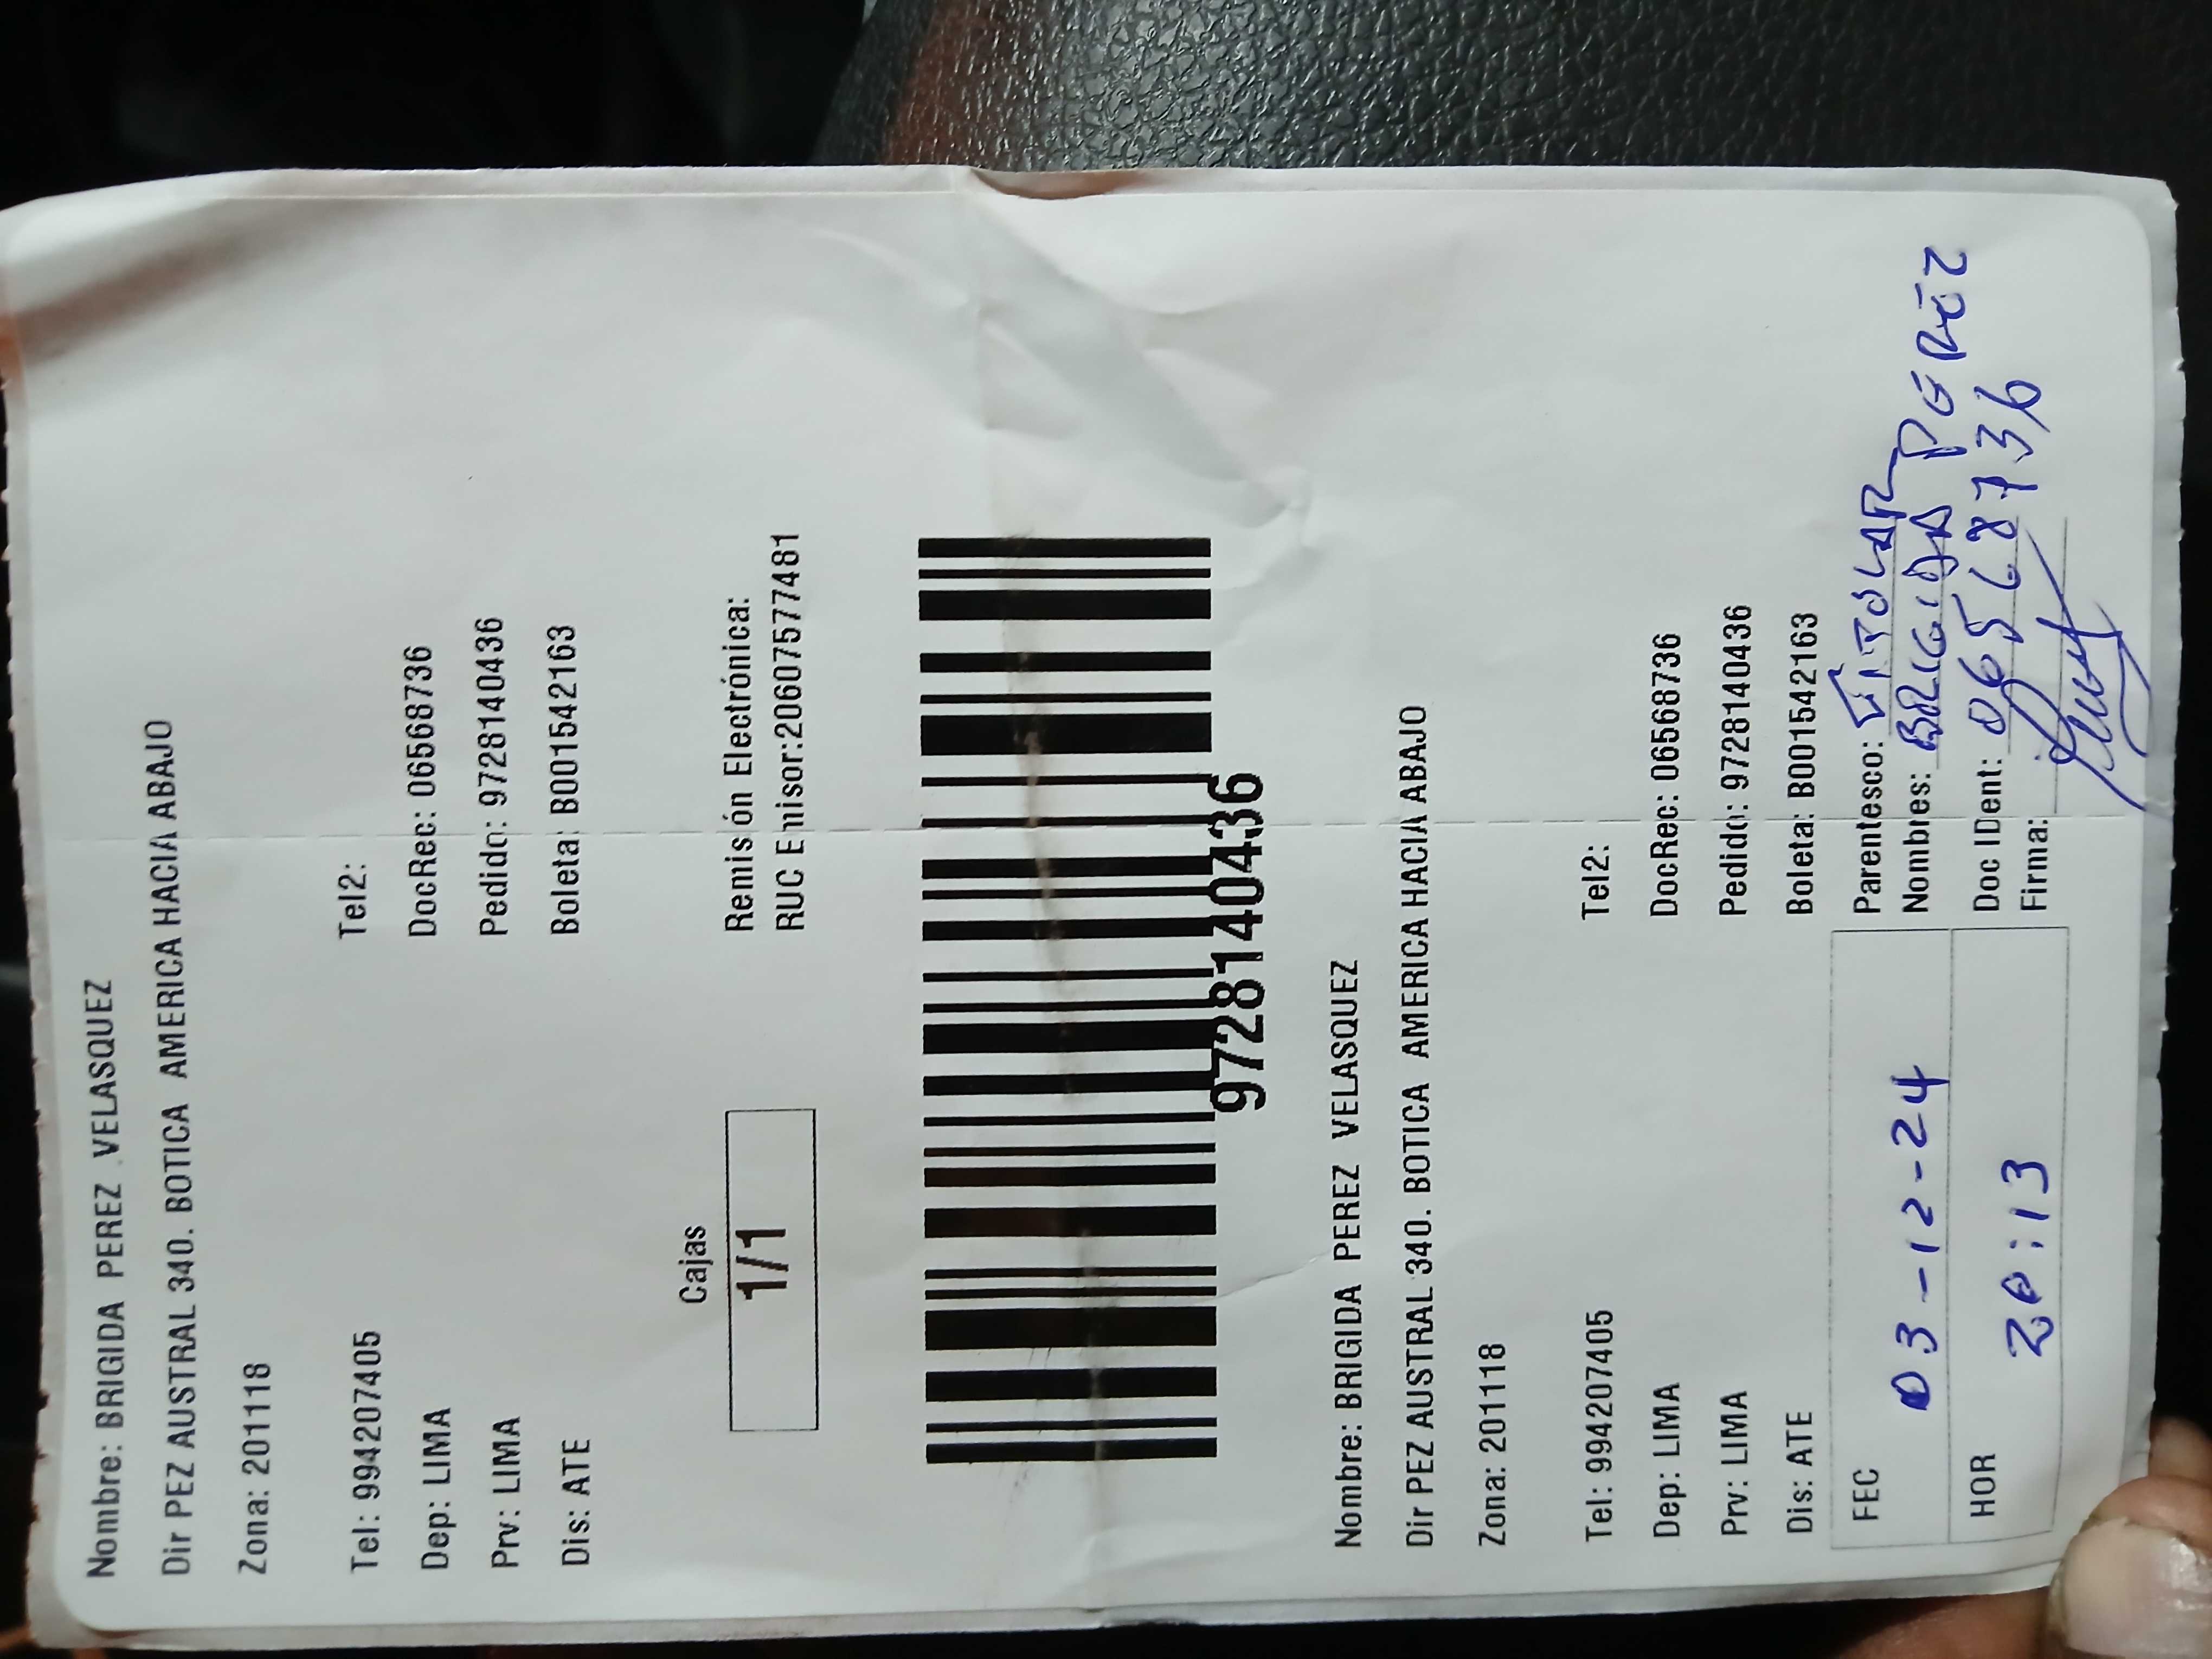 Nombre: BRIGIDA PEREZ VELASQUEZ
Dir PEZ AUSTRAL 340. BOTICA AMERICA HACIA ABAJO
Zona: 201118
Tel: 994207405 Tel2:
Dep: LIMA DocRec: 06568736
Prv: LIMA Pedido: 972814​0436
Dis: ATE Boleta: B001542163
Cajas Remisión Electrónica:
1/1 RUC Emisor:20607577481
9728140436
Nombre: BRIGIDA PEREZ VELASQUEZ
Dir PEZ AUSTRAL 340. BOTICA AMERICA HACIA ABAJO
Zona: 201118
Tel: 994207405 Tel2:
Dep: LIMA DocRec: 06568736
Prv: LIMA Pedido: 9728140436
Dis: ATE Boleta: B001542163
FEC 03-12-24 Parentesco: TITULAR
Nombres: BRIGIDA PÉREZ
HOR 20:13 Doc IDent: 06568736
Firma: